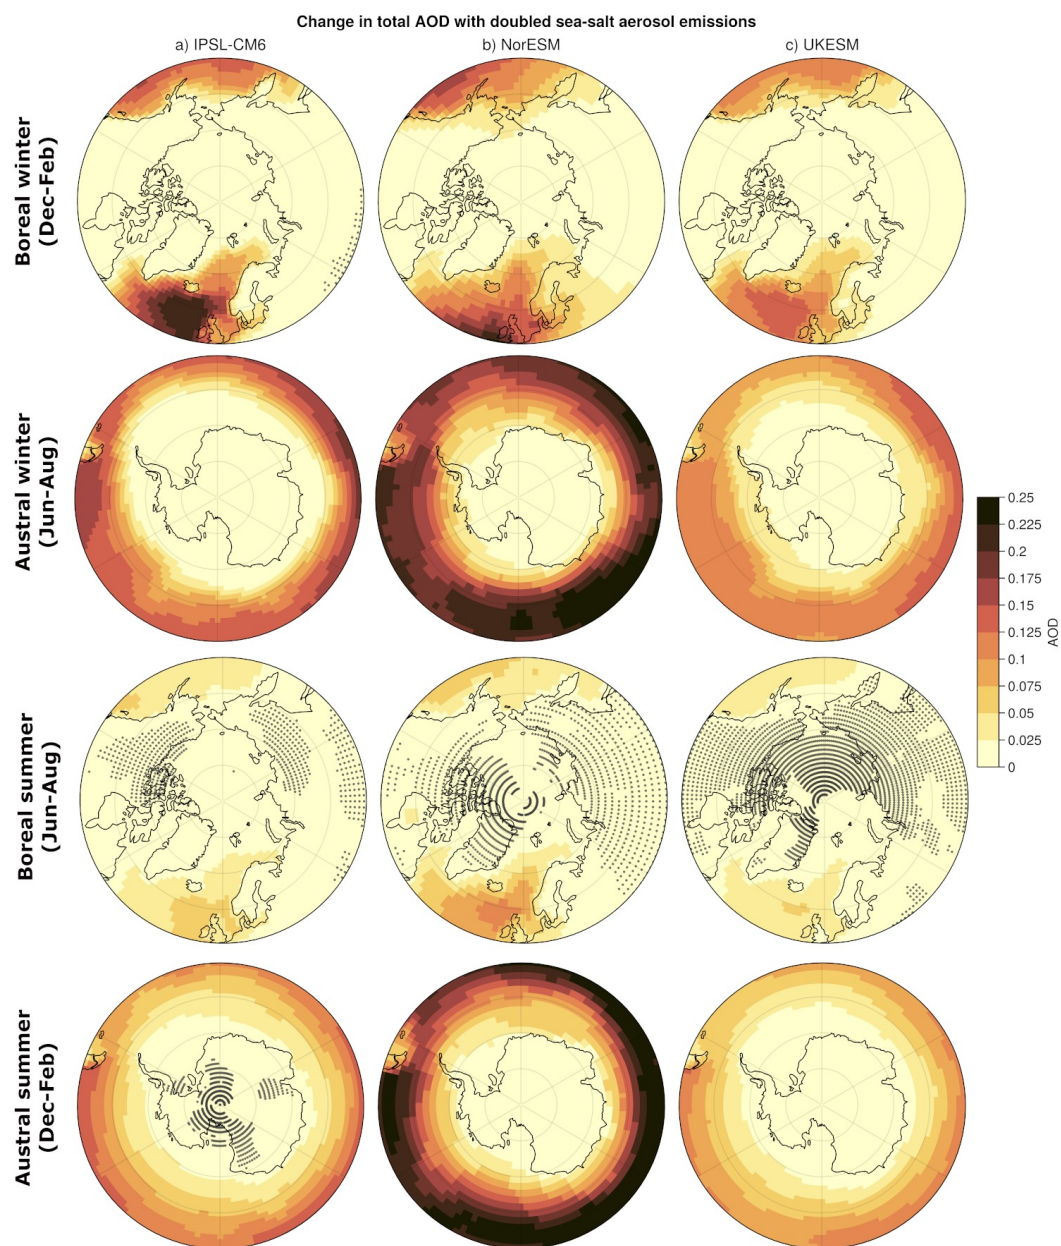 Change in total AOD with doubled sea-salt aerosol emissions
a) IPSL-CM6
b) NorESM
c) UKESM
Boreal winter
(Dec-Feb)
Austral winter
(Jun-Aug)
Boreal summer
(Jun-Aug)
Austral summer
(Dec-Feb)
0.25
0.225
0.2
0.175
0.15
0.125
0.1
0.075
0.05
0.025
0
AOD